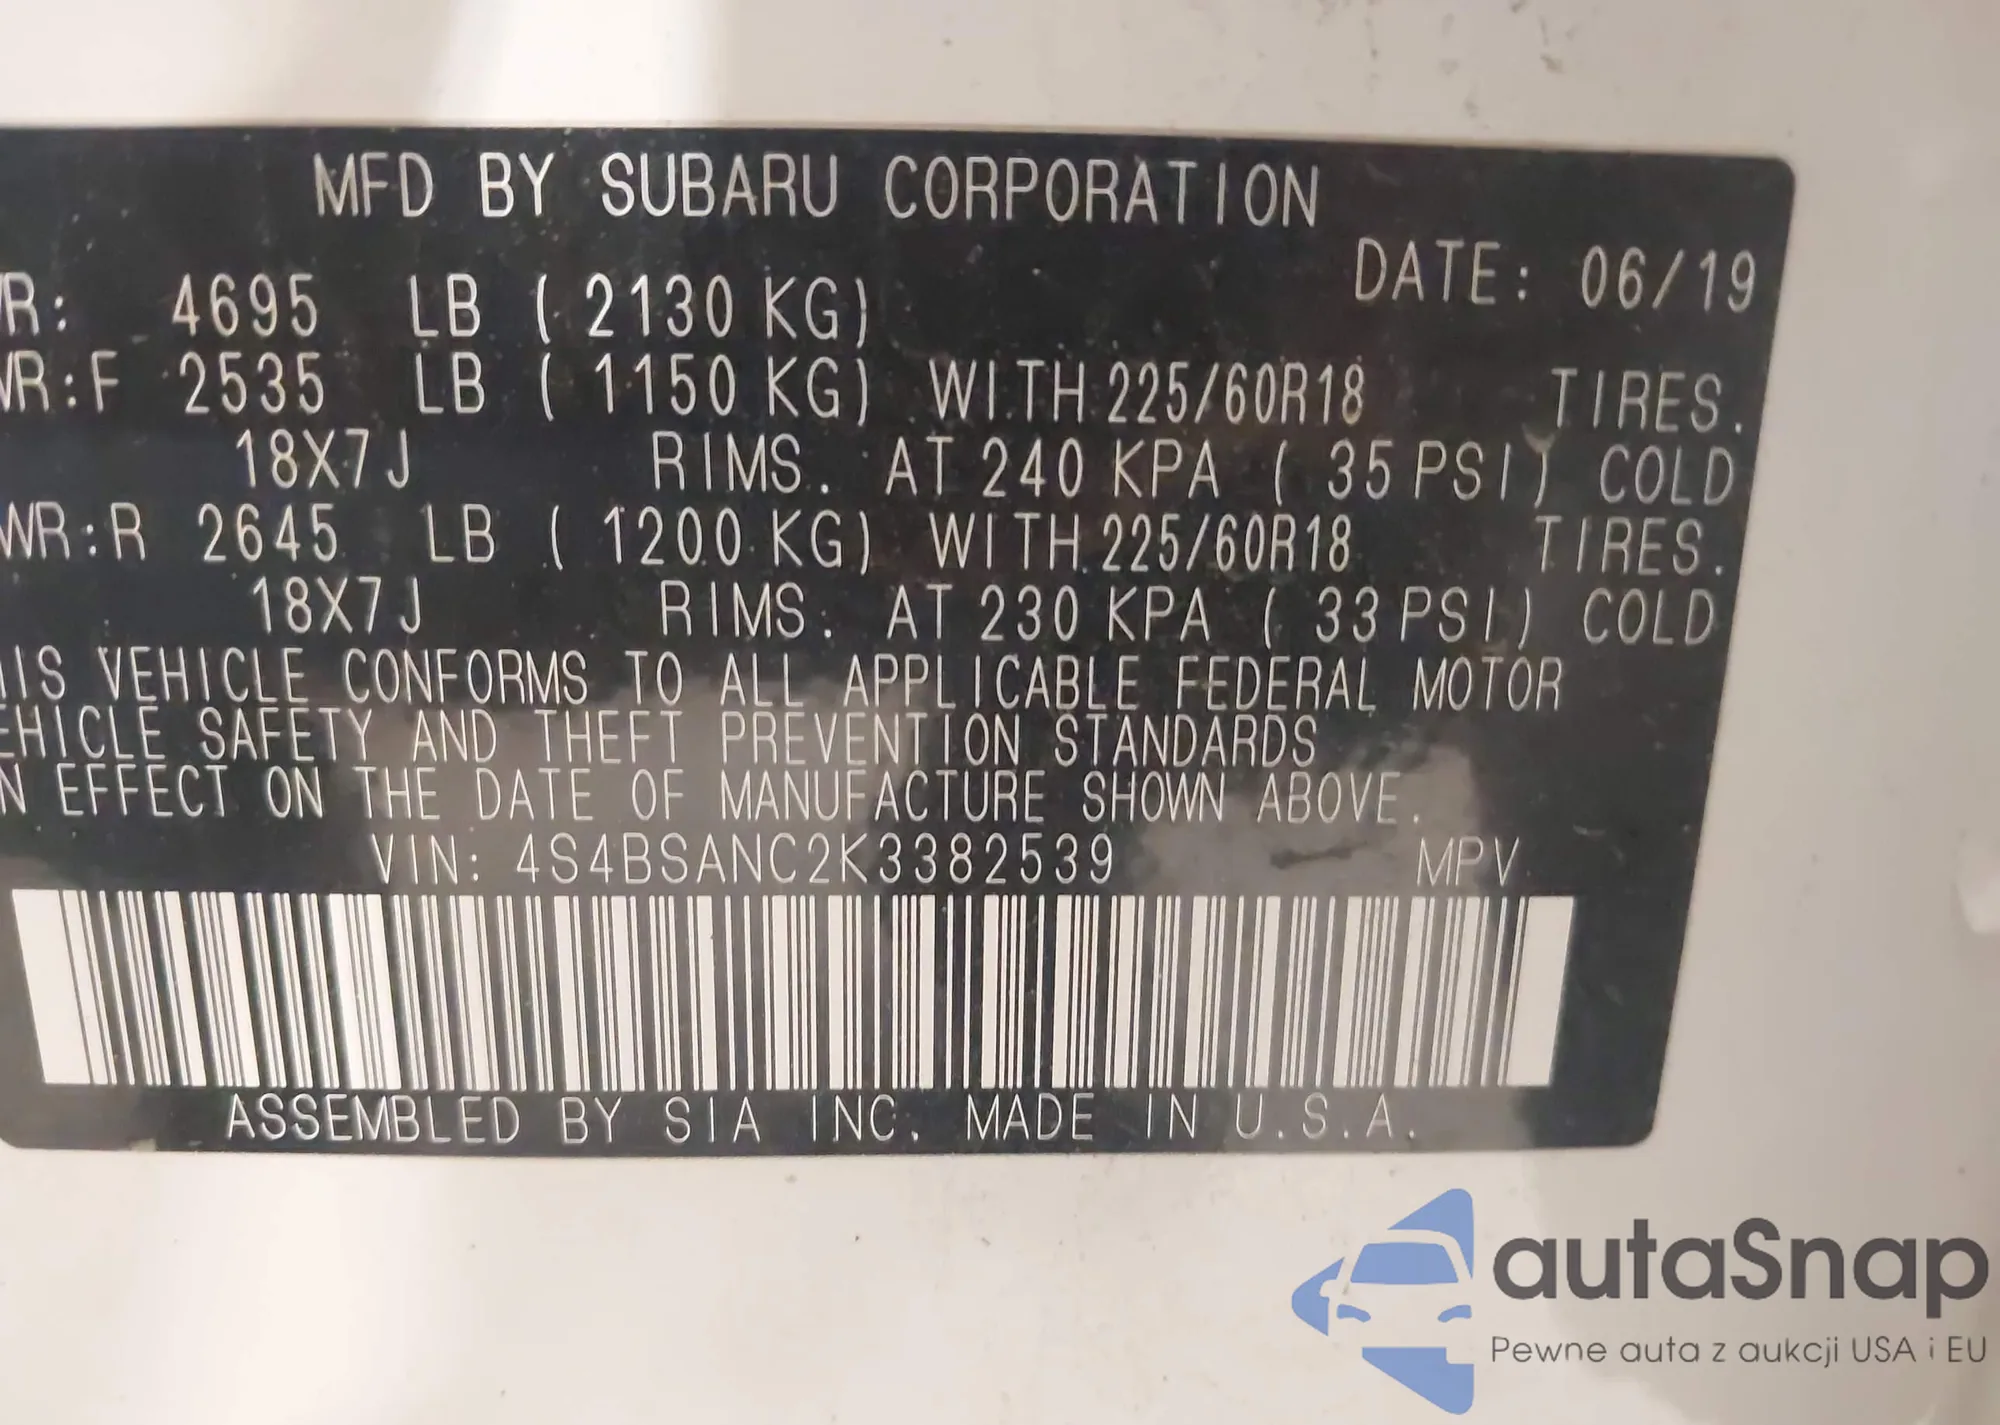 MFD BY SUBARU CORPORATION
DATE: 06/19
WR: 4695 LB ( 2130 KG)
WR:F 2535 LB ( 1150 KG) WITH 225/60R18 TIRES.
18X7J RIMS. AT 240 KPA ( 35 PSI) COLD
WR:R 2645 LB ( 1200 KG) WITH 225/60R18 TIRES.
18X7J RIMS. AT 230 KPA ( 33 PSI) COLD
HIS VEHICLE CONFORMS TO ALL APPLICABLE FEDERAL MOTOR
EHICLE SAFETY AND THEFT PREVENTION STANDARDS
N EFFECT ON THE DATE OF MANUFACTURE SHOWN ABOVE.
VIN: 4S4BSANC2K3382539 MPV
ASSEMBLED BY SIA INC. MADE IN U.S.A.
autaSnap
Pewne auta z aukcji USA i EU